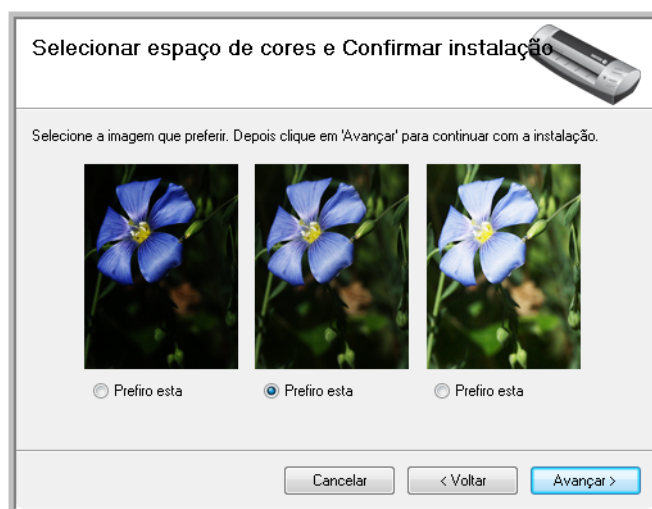 Selecionar espaço de cores e Confirmar instalação
Selecione a imagem que preferir. Depois clique em 'Avançar' para continuar com a instalação.
Prefiro esta
Prefiro esta
Prefiro esta
Cancelar
< Voltar
Avançar >